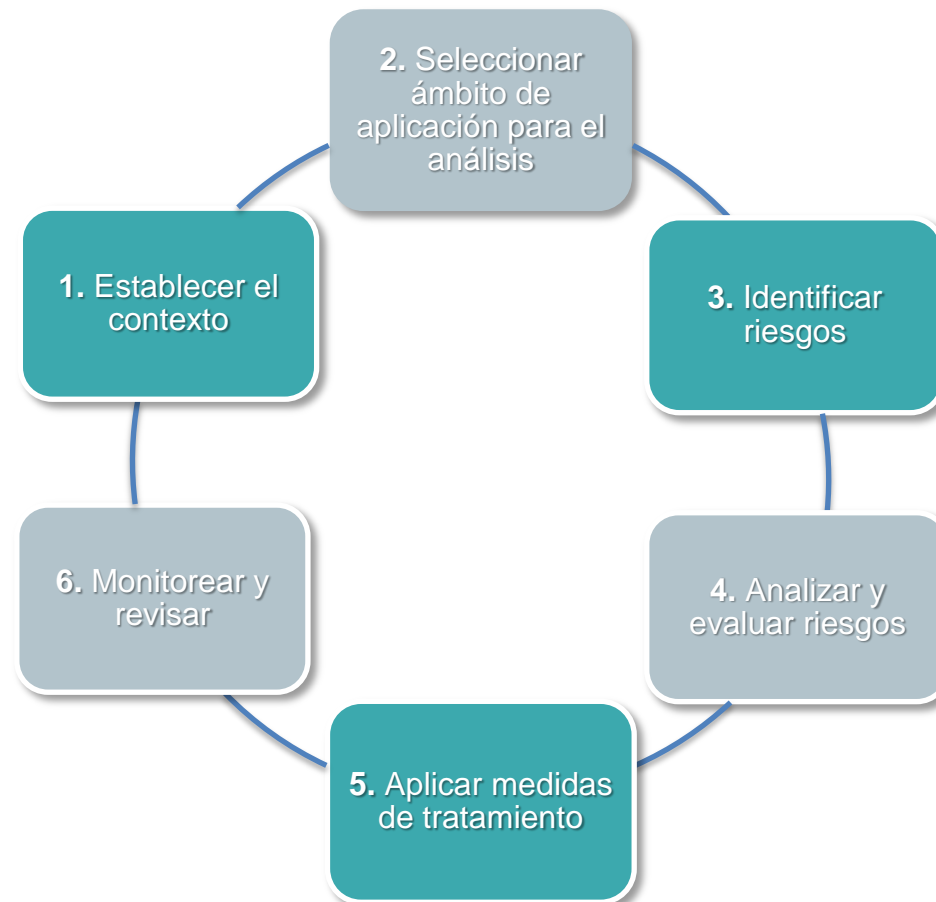 1. Establecer el
contexto
2. Seleccionar
ámbito de
aplicación para el
análisis
3. Identificar
riesgos
4. Analizar y
evaluar riesgos
5. Aplicar medidas
de tratamiento
6. Monitorear y
revisar